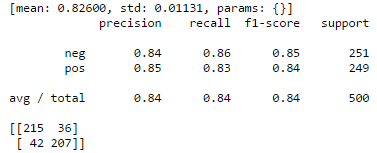 [mean: 0.82600, std: 0.01131, params: {}]
precision recall f1-score support
neg 0.84 0.86 0.85 251
pos 0.85 0.83 0.84 249
avg / total 0.84 0.84 0.84 500
[[215 36]
[ 42 207]]